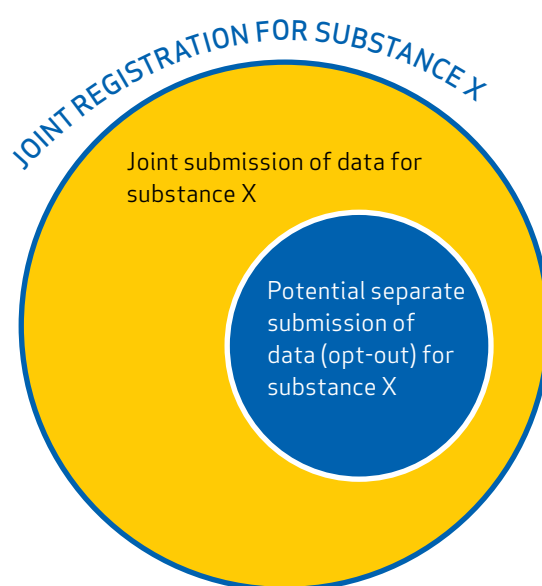 JOINT REGISTRATION FOR SUBSTANCE X
Joint submission of data for
substance X
Potential separate
submission of
data (opt-out) for
substance X